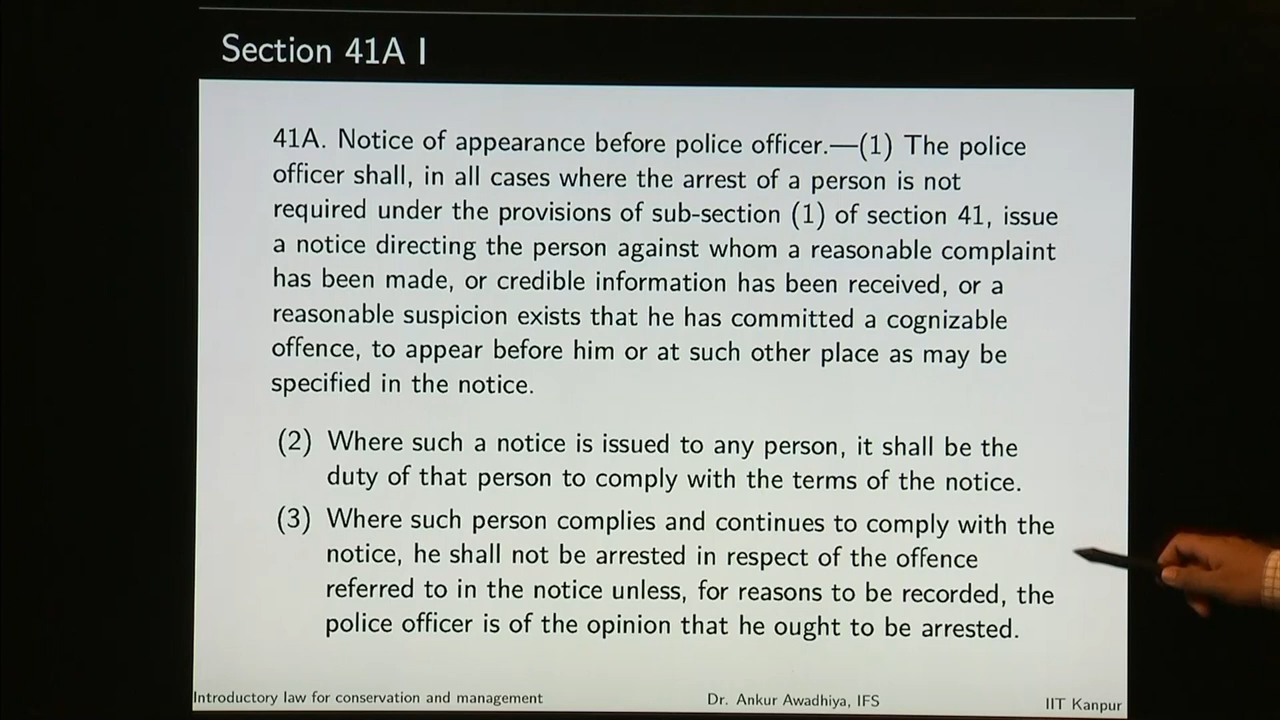 Section 41A I
41A. Notice of appearance before police officer.—(1) The police
officer shall, in all cases where the arrest of a person is not
required under the provisions of sub-section (1) of section 41, issue
a notice directing the person against whom a reasonable complaint
has been made, or credible information has been received, or a
reasonable suspicion exists that he has committed a cognizable
offence, to appear before him or at such other place as may be
specified in the notice.
(2) Where such a notice is issued to any person, it shall be the
duty of that person to comply with the terms of the notice.
(3) Where such person complies and continues to comply with the
notice, he shall not be arrested in respect of the offence
referred to in the notice unless, for reasons to be recorded, the
police officer is of the opinion that he ought to be arrested.
Introductory law for conservation and management Dr. Ankur Awadhiya, IFS IIT Kanpur